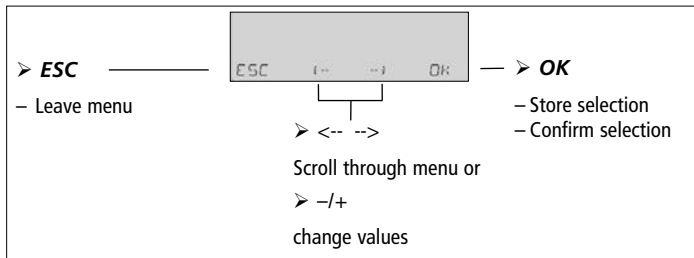 ESC <-- --> OK
➢ ESC
– Leave menu
➢ <-- -->
Scroll through menu or
➢ –/+
change values
➢ OK
– Store selection
– Confirm selection